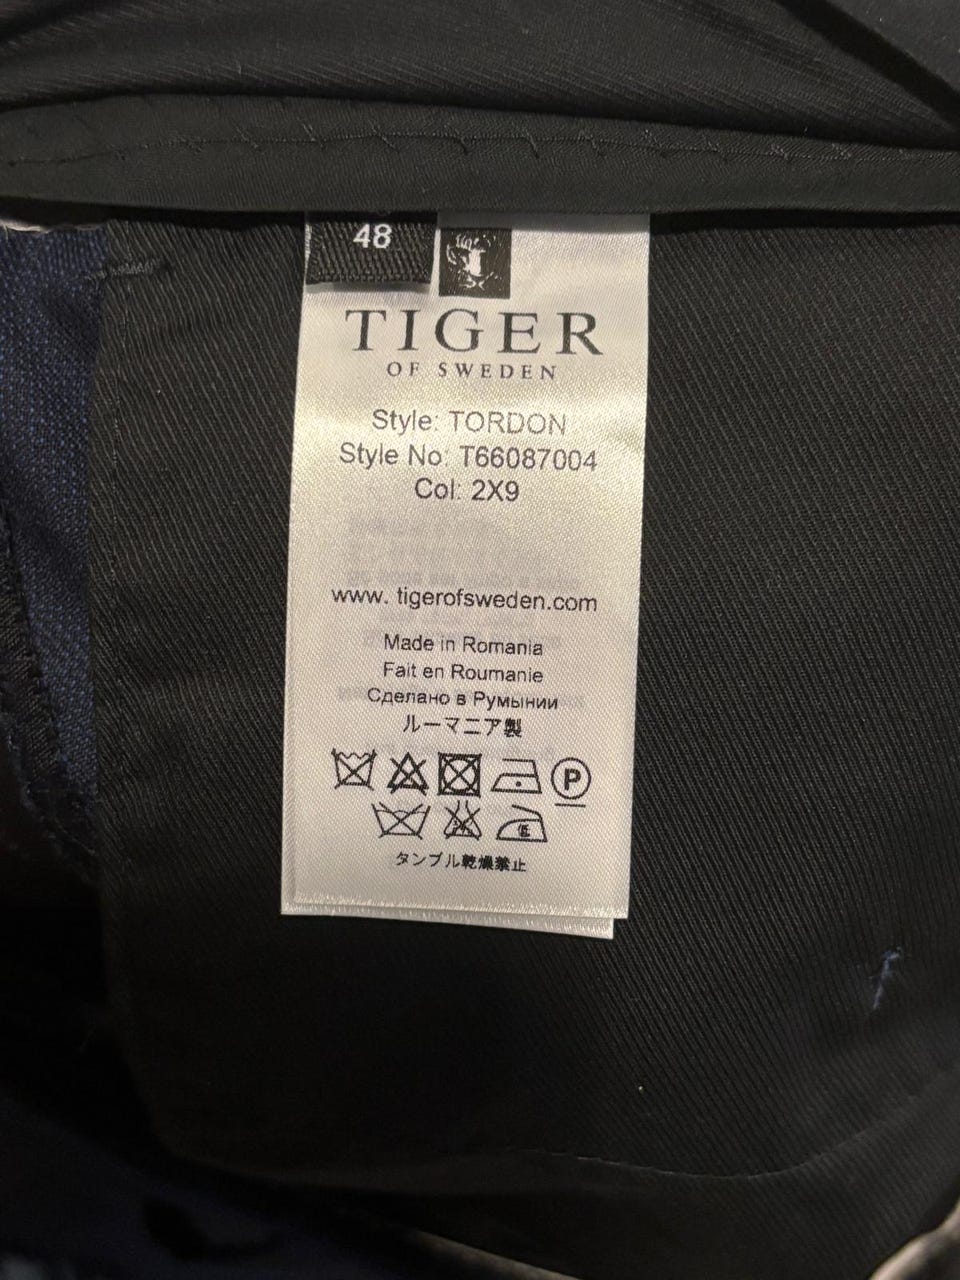 48
TIGER
OF SWEDEN
Style: TORDON
Style No: T66087004
Col: 2X9
www. tigerofsweden.com
Made in Romania
Fait en Roumanie
Сделано в Румынии
ルーマニア製
P
低
タンブル乾燥禁止